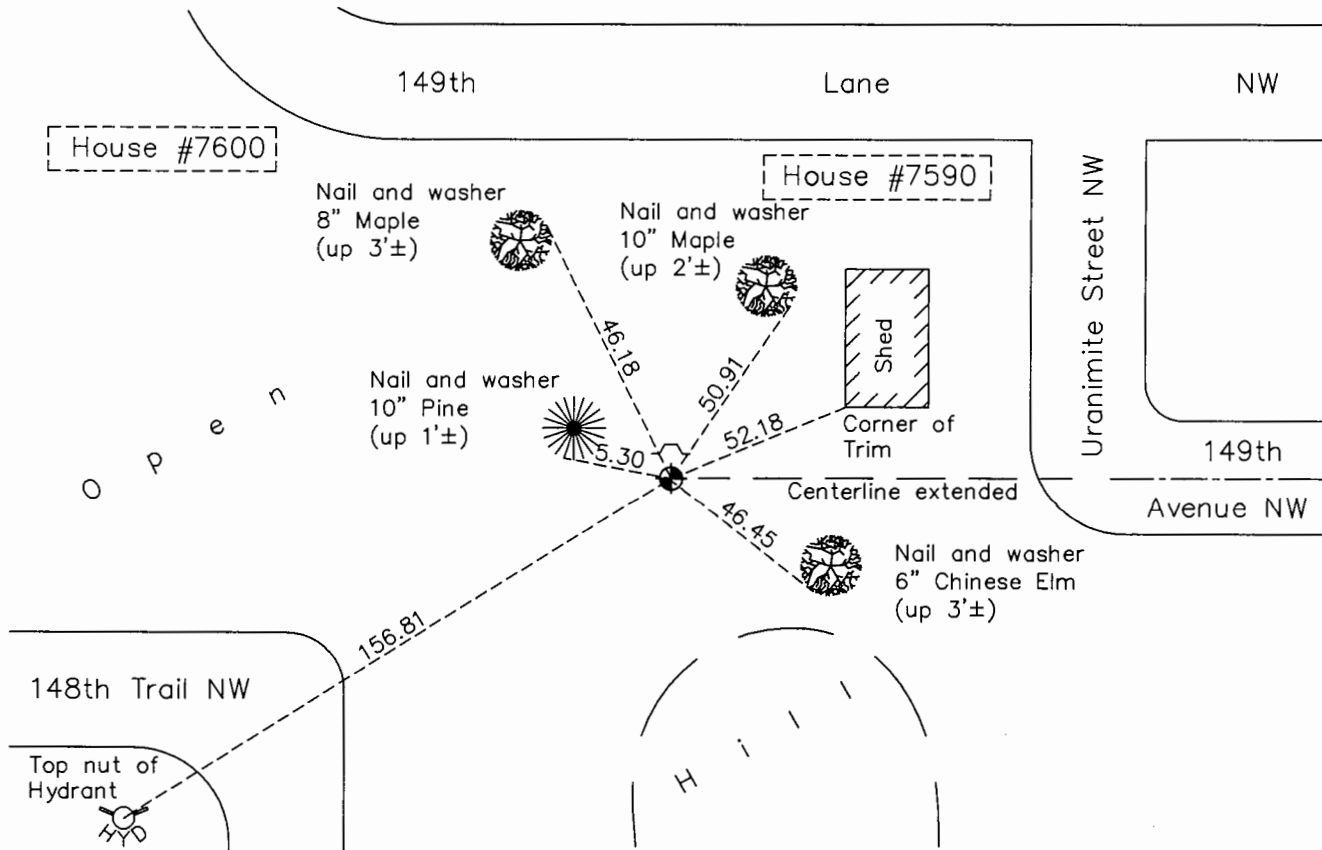 149th Lane NW
House #7600
House #7590
Nail and washer
8" Maple
(up 3'±)
Nail and washer
10" Maple
(up 2'±)
Uranimite Street NW
Shed
46.18
50.91
Nail and washer
10" Pine
(up 1'±)
Open
5.30
52.18
Corner of
Trim
149th
Avenue NW
Centerline extended
46.45
Nail and washer
6" Chinese Elm
(up 3'±)
156.81
148th Trail NW
Hill
Top nut of
Hydrant
HYD